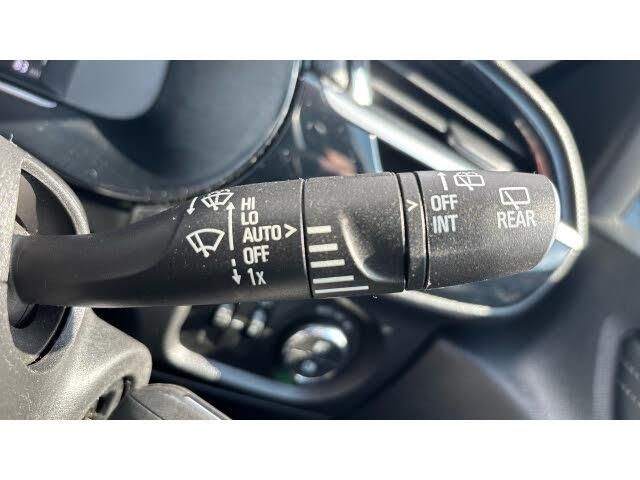 HI
LO
AUTO
OFF
1x
OFF
INT
REAR